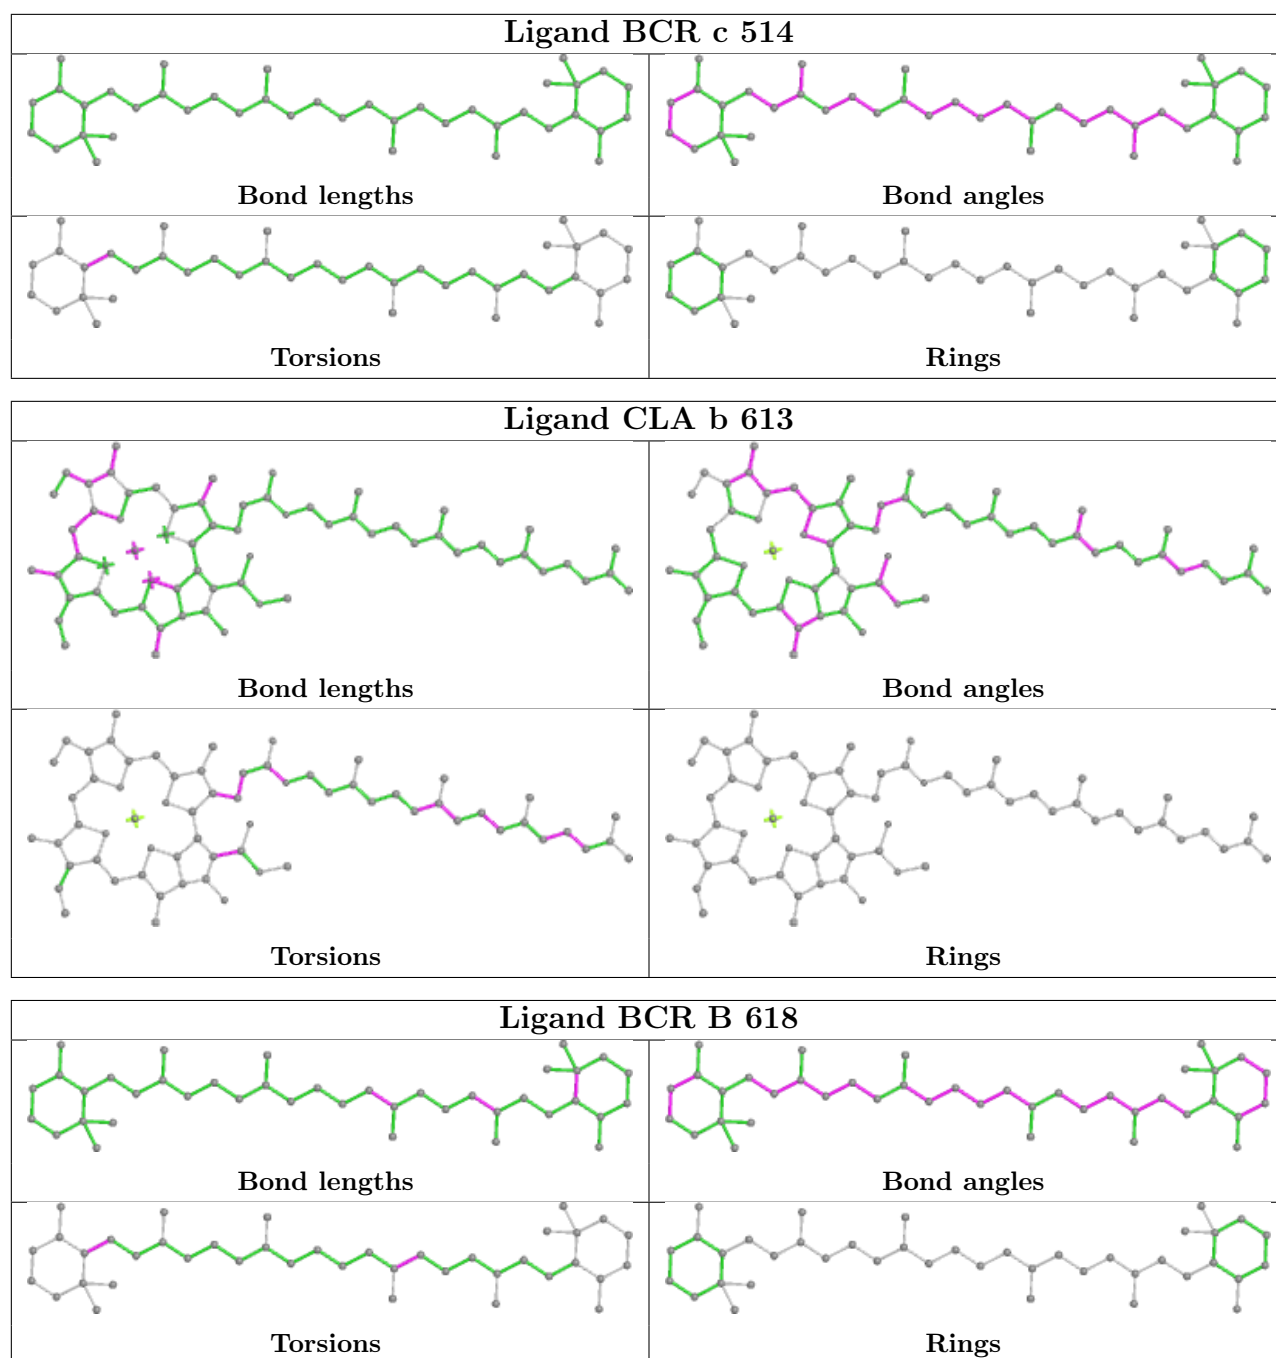 Ligand BCR c 514
Bond lengths
Bond angles
Torsions
Rings
Ligand CLA b 613
Bond lengths
Bond angles
Torsions
Rings
Ligand BCR B 618
Bond lengths
Bond angles
Torsions
Rings